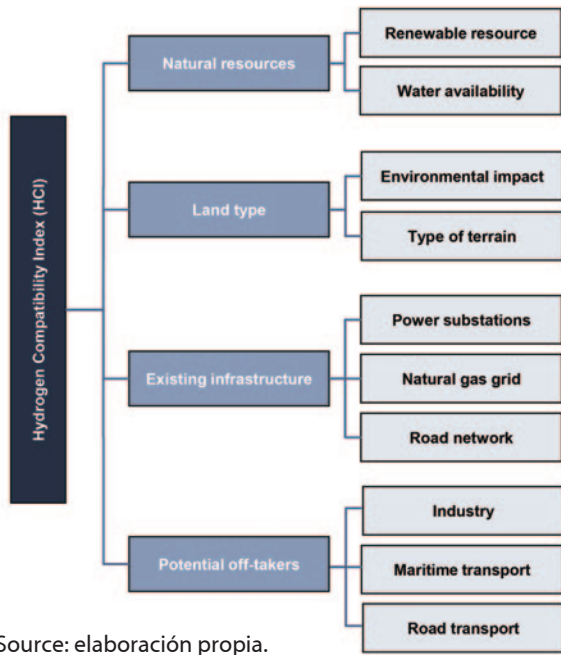 Hydrogen Compatibility Index (HCI)
Natural resources
Renewable resource
Water availability
Land type
Environmental impact
Type of terrain
Existing infrastructure
Power substations
Natural gas grid
Road network
Potential off-takers
Industry
Maritime transport
Road transport
Source: elaboración propia.